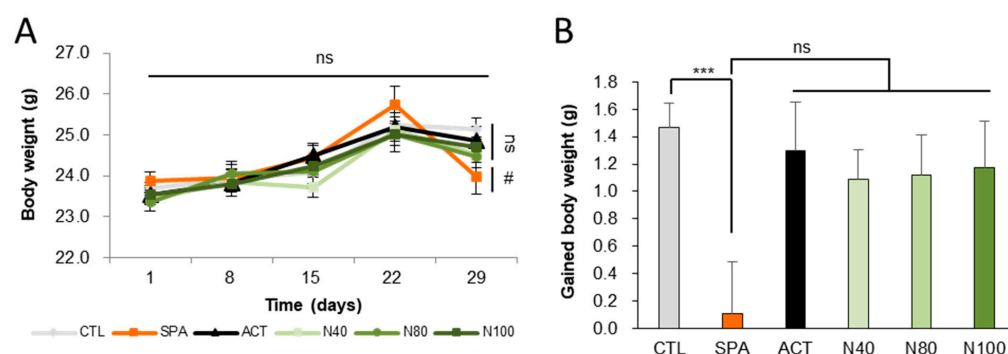 A
ns
Body weight (g)
27.0
26.0
25.0
24.0
23.0
22.0
ns
#
1 8 15 22 29
Time (days)
CTL SPA ACT N40 N80 N100
B
ns
***
Gained body weight (g)
1.8
1.6
1.4
1.2
1.0
0.8
0.6
0.4
0.2
0.0
CTL SPA ACT N40 N80 N100